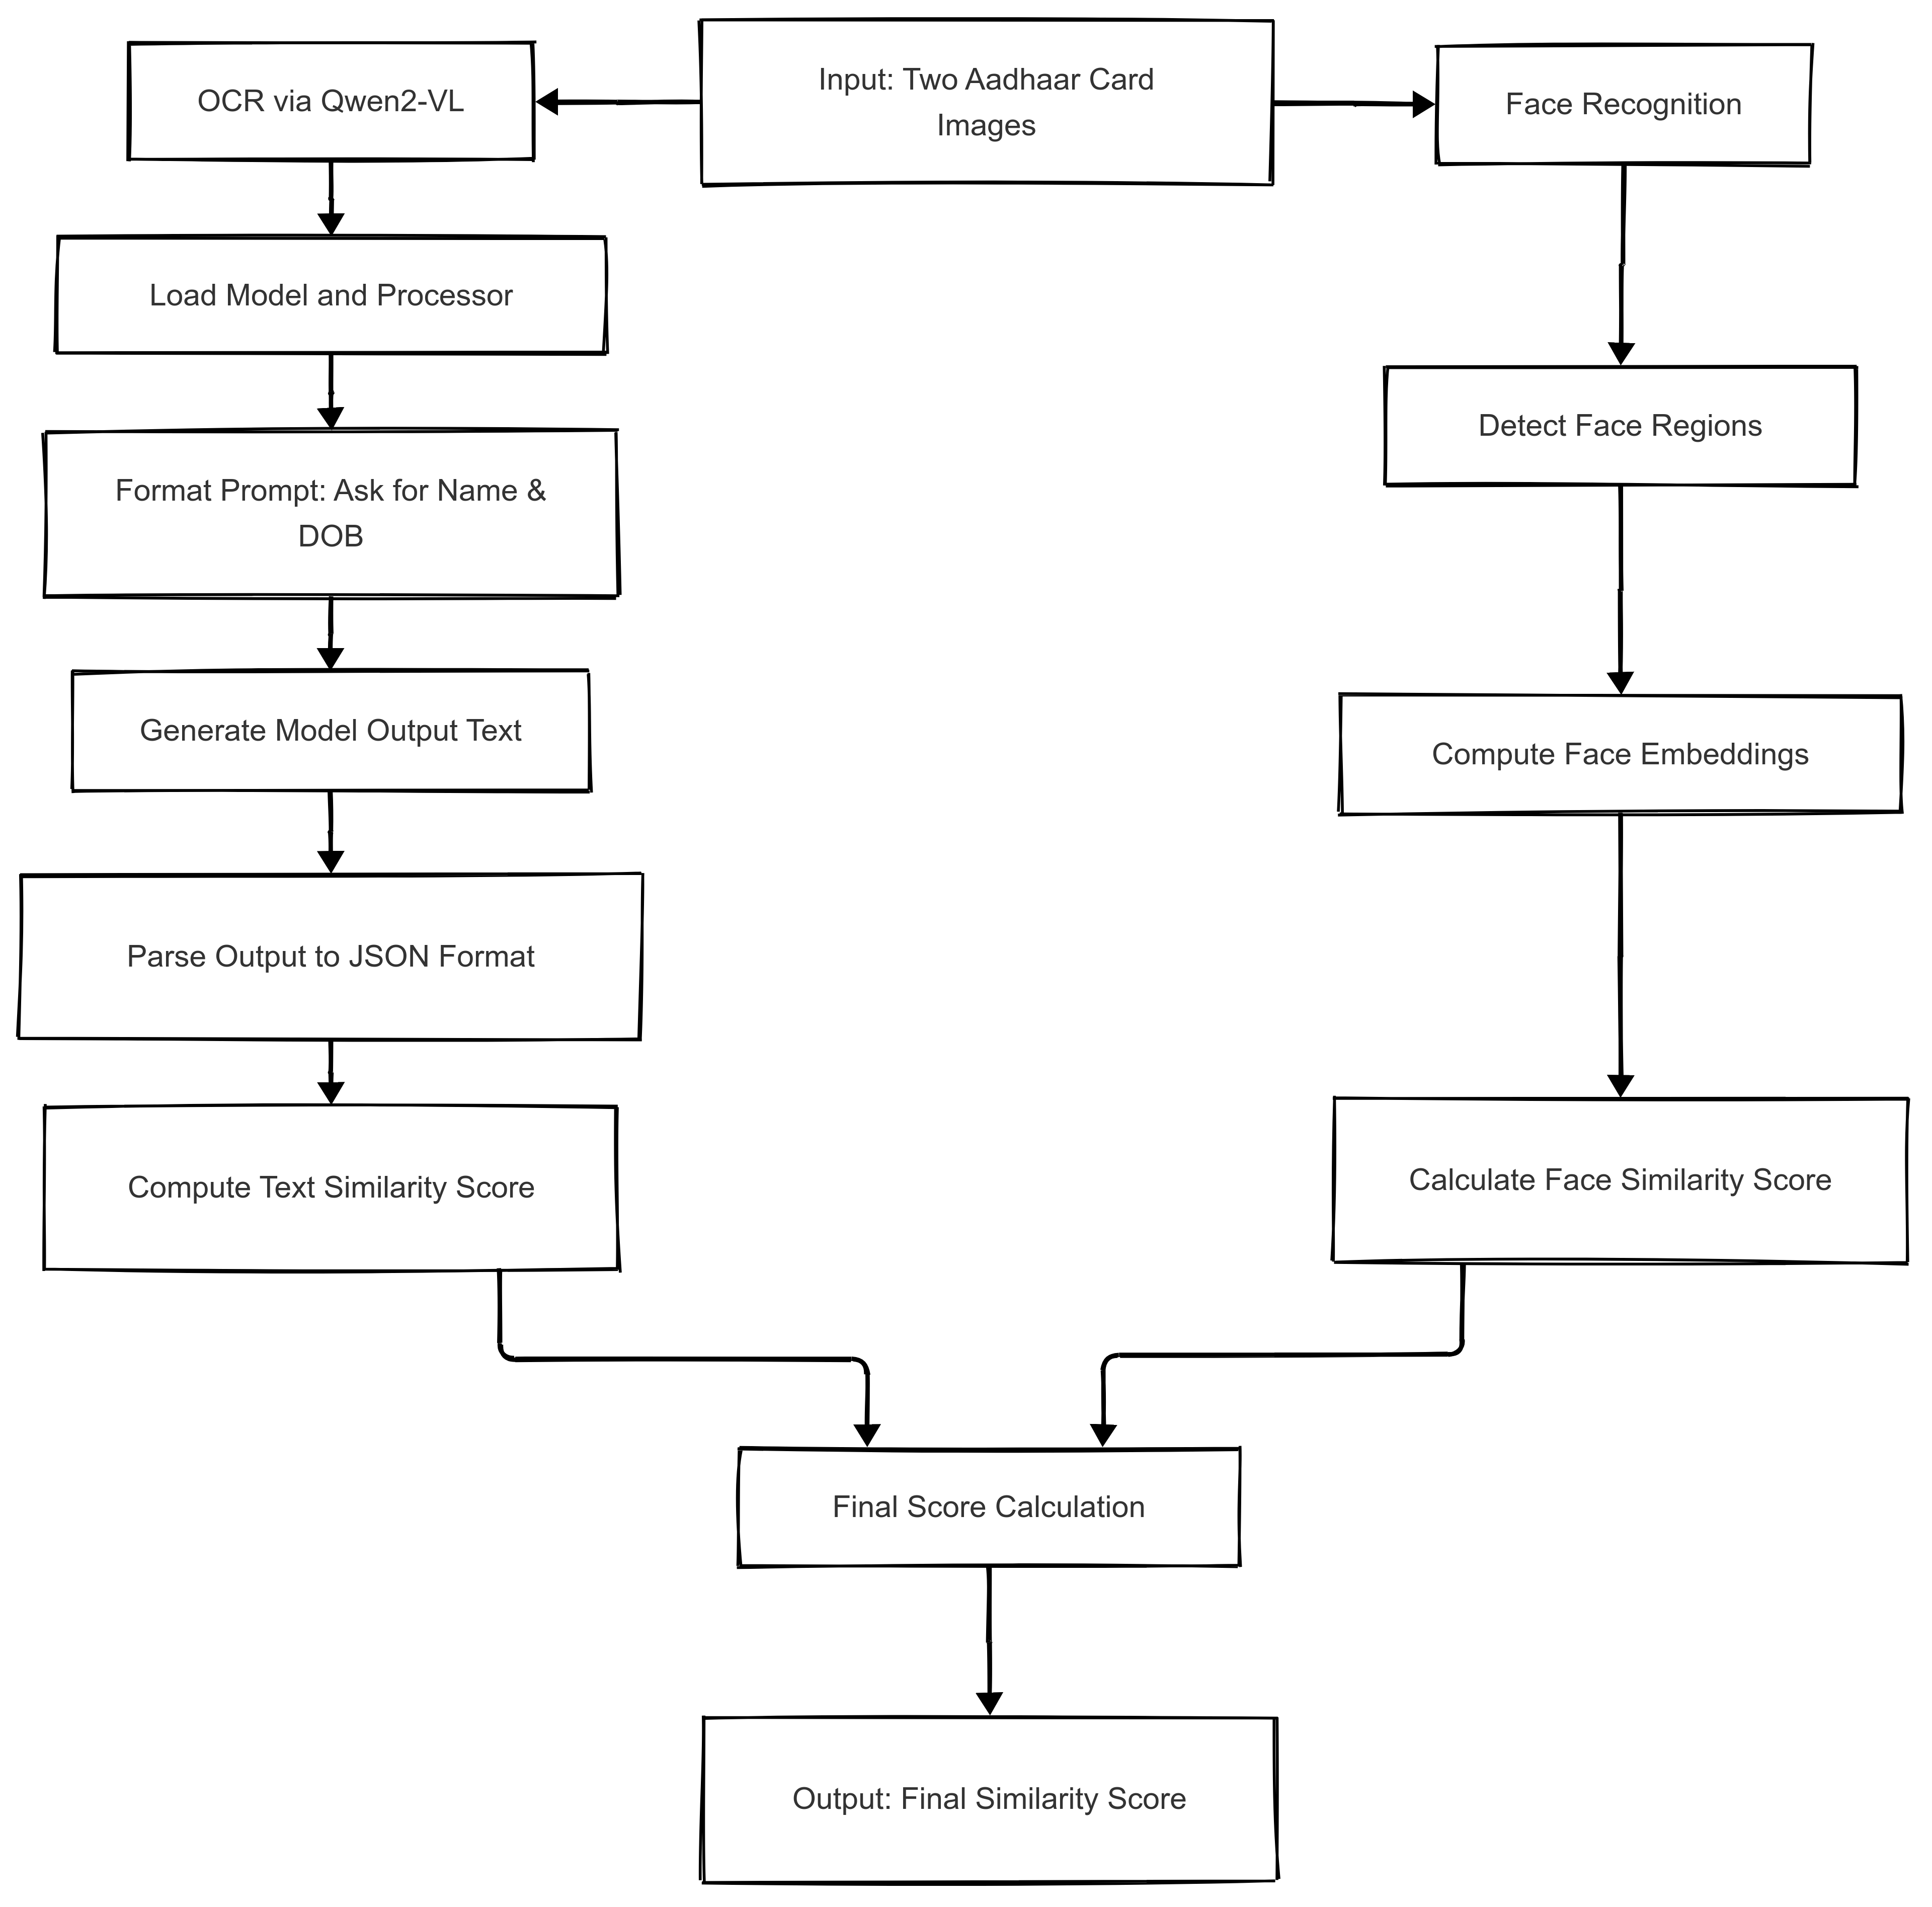 Input: Two Aadhaar Card
Images
OCR via Qwen2-VL
Load Model and Processor
Format Prompt: Ask for Name &
DOB
Generate Model Output Text
Parse Output to JSON Format
Compute Text Similarity Score
Face Recognition
Detect Face Regions
Compute Face Embeddings
Calculate Face Similarity Score
Final Score Calculation
Output: Final Similarity Score